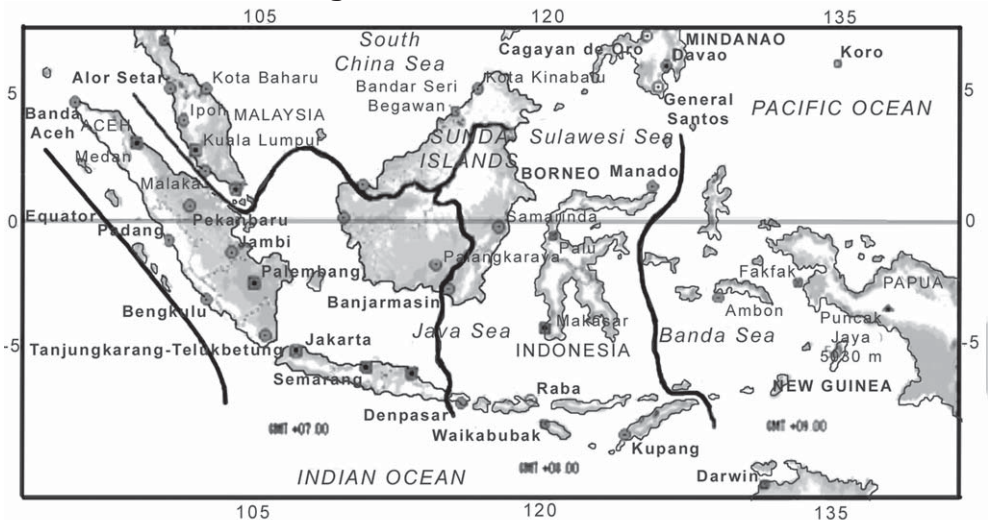 105 120 135
South
China Sea
Cagayan de Oro
MINDANAO
Davao
Koro
Alor Setar
Kota Baharu
Kota Kinabalu
Bandar Seri
Begawan
General
Santos
PACIFIC OCEAN
5 5
Banda
Aceh
ACEH
Ipoh
MALAYSIA
Kuala Lumpur
SUNDA
ISLANDS
Sulawesi Sea
Medan
Malaka
BORNEO
Manado
Equator
0 0
Pekanbaru
Padang
Jambi
Samarinda
Palu
Palangkaraya
Palembang
Fakfak
PAPUA
Bengkulu
Banjarmasin
Makasar
Ambon
Java Sea
Banda Sea
Puncak
Jaya
5030 m
-5 -5
Tanjungkarang-Telukbetung
Jakarta
INDONESIA
Semarang
Raba
NEW GUINEA
Denpasar
Waikabubak
Kupang
GMT +07.00
GMT +08.00
GMT +09.00
INDIAN OCEAN
Darwin
105 120 135